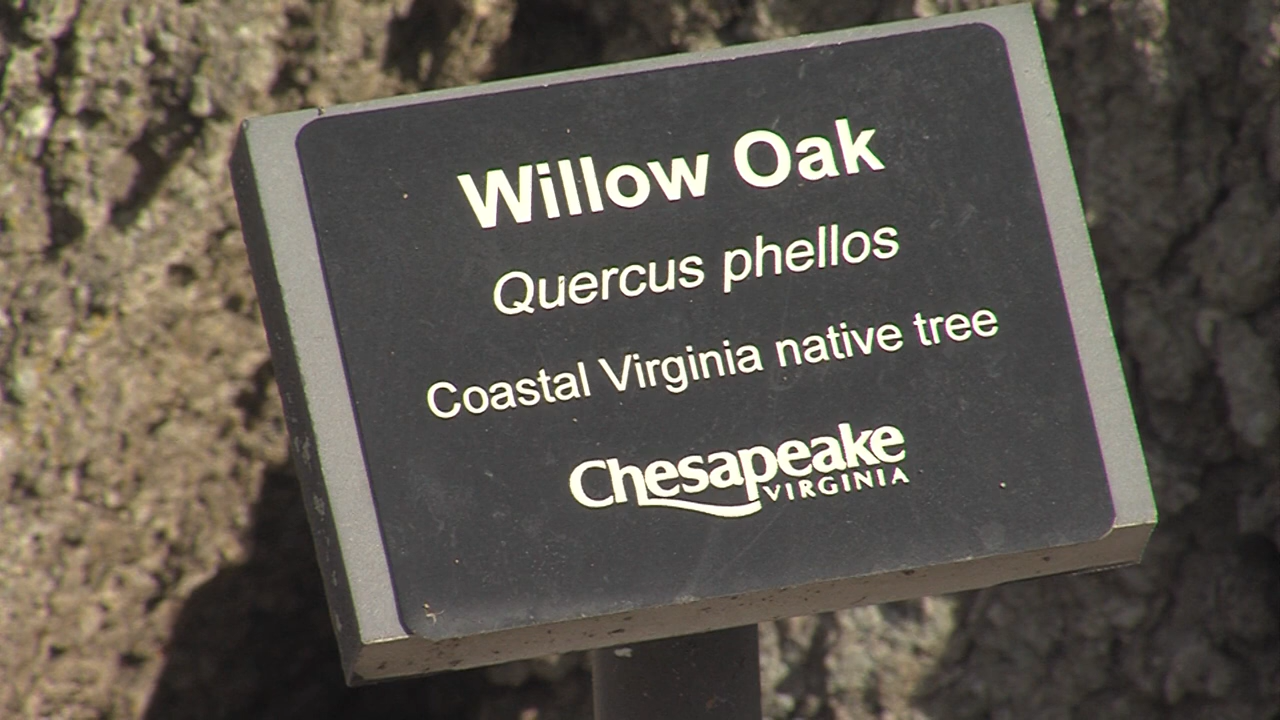 Willow Oak
Quercus phellos
Coastal Virginia native tree
Chesapeake
VIRGINIA